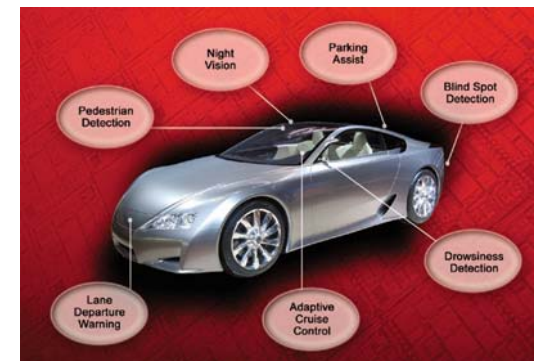 Night
Vision
Parking
Assist
Blind Spot
Detection
Pedestrian
Detection
Drowsiness
Detection
Lane
Departure
Warning
Adaptive
Cruise
Control